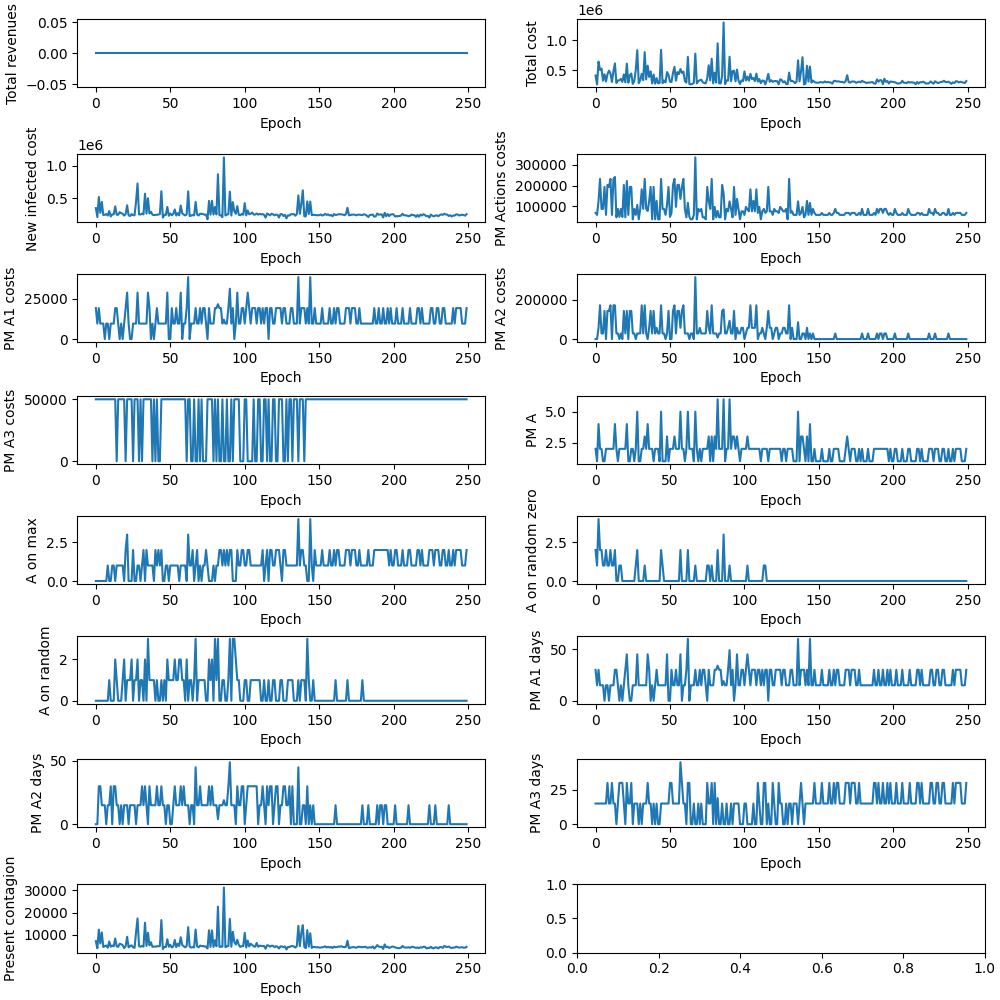 Total revenues
0.05
0.00
−0.05
0 50 100 150 200 250
Epoch
1e6
Total cost
1.0
0.5
0 50 100 150 200 250
Epoch
1e6
New infected cost
1.0
0.5
0 50 100 150 200 250
Epoch
PM Actions costs
300000
200000
100000
0 50 100 150 200 250
Epoch
PM A1 costs
25000
0
0 50 100 150 200 250
Epoch
PM A2 costs
200000
0
0 50 100 150 200 250
Epoch
PM A3 costs
50000
0
0 50 100 150 200 250
Epoch
PM A
5.0
2.5
0 50 100 150 200 250
Epoch
A on max
2.5
0.0
0 50 100 150 200 250
Epoch
A on random zero
2.5
0.0
0 50 100 150 200 250
Epoch
A on random
2
0
0 50 100 150 200 250
Epoch
PM A1 days
50
0
0 50 100 150 200 250
Epoch
PM A2 days
50
0
0 50 100 150 200 250
Epoch
PM A3 days
25
0
0 50 100 150 200 250
Epoch
Present contagion
30000
20000
10000
0 50 100 150 200 250
Epoch
1.0
0.5
0.0
0.0 0.2 0.4 0.6 0.8 1.0